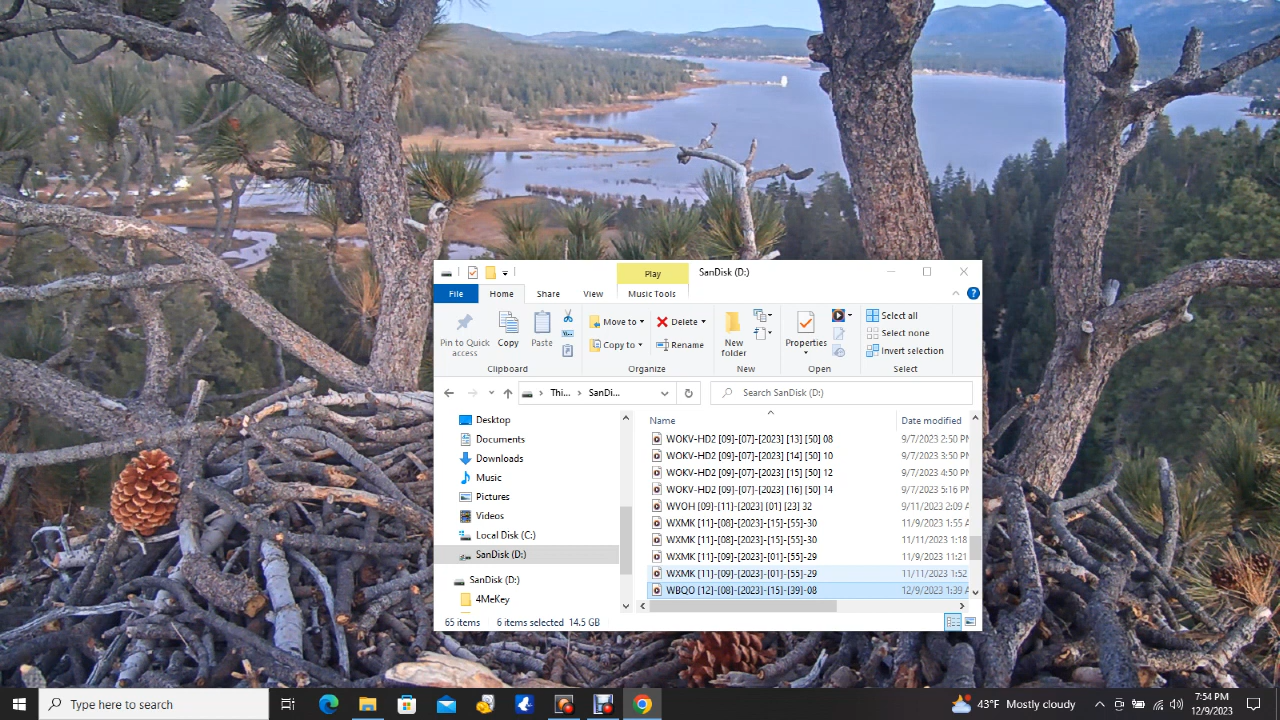 Play
SanDisk (D:)
File
Home
Share
View
Music Tools
Pin to Quick access
Copy
Paste
Move to
Copy to
Delete
Rename
New folder
Properties
Open
Select all
Select none
Invert selection
Clipboard
Organize
New
Open
Select
Thi... > SanDi...
Search SanDisk (D:)
Desktop
Documents
Downloads
Music
Pictures
Videos
Local Disk (C:)
SanDisk (D:)
SanDisk (D:)
4MeKey
Name Date modified
WOKV-HD2 [09]-[07]-[2023] [13] [50] 08 9/7/2023 2:50 PM
WOKV-HD2 [09]-[07]-[2023] [14] [50] 10 9/7/2023 3:50 PM
WOKV-HD2 [09]-[07]-[2023] [15] [50] 12 9/7/2023 4:50 PM
WOKV-HD2 [09]-[07]-[2023] [16] [50] 14 9/7/2023 5:16 PM
WVOH [09]-[11]-[2023] [01] [23] 32 9/11/2023 2:09 A
WXMK [11]-[08]-[2023]-[15]-[55]-30 11/9/2023 1:55 A
WXMK [11]-[08]-[2023]-[15]-[55]-30 11/11/2023 1:18
WXMK [11]-[09]-[2023]-[01]-[55]-29 11/9/2023 11:21
WXMK [11]-[09]-[2023]-[01]-[55]-29 11/11/2023 1:52
WBQO [12]-[08]-[2023]-[15]-[39]-08 12/9/2023 1:39 A
65 items 6 items selected 14.5 GB
Type here to search
43°F Mostly cloudy
7:54 PM
12/9/2023